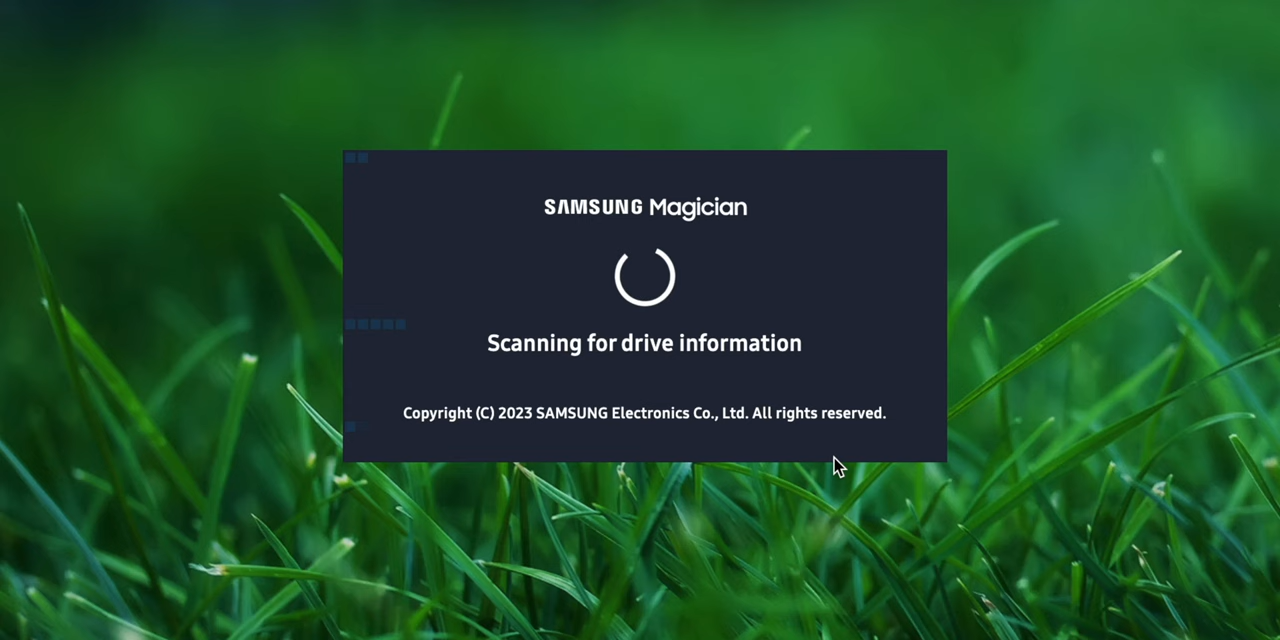 SAMSUNG Magician
Scanning for drive information
Copyright (C) 2023 SAMSUNG Electronics Co., Ltd. All rights reserved.